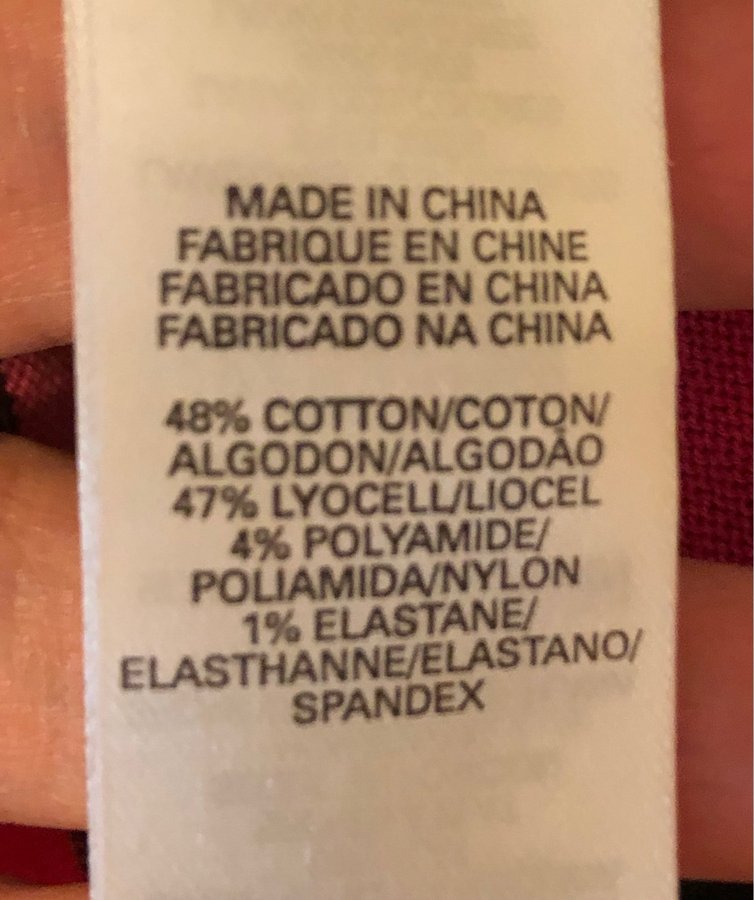 MADE IN CHINA
FABRIQUE EN CHINE
FABRICADO EN CHINA
FABRICADO NA CHINA
48% COTTON/COTON/
ALGODON/ALGODÃO
47% LYOCELL/LIOCEL
4% POLYAMIDE/
POLIAMIDA/NYLON
1% ELASTANE/
ELASTHANNE/ELASTANO/
SPANDEX